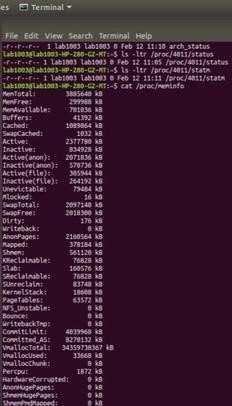 es Terminal
File Edit View Search Terminal Help
-r--r--r-- 1 lab1003 lab1003 0 Feb 12 11:10 arch_status
lab1003@lab1003-HP-280-G2-MT:~$ ls -ltr /proc/4011/status
-r--r--r-- 1 lab1003 lab1003 0 Feb 12 11:05 /proc/4011/status
lab1003@lab1003-HP-280-G2-MT:~$ ls -ltr /proc/4011/statm
-r--r--r-- 1 lab1003 lab1003 0 Feb 12 11:11 /proc/4011/statm
lab1003@lab1003-HP-280-G2-MT:~$ cat /proc/meminfo
MemTotal: 3885640 kB
MemFree: 299988 kB
MemAvailable: 701036 kB
Buffers: 41392 kB
Cached: 1089864 kB
SwapCached: 1032 kB
Active: 2377780 kB
Inactive: 834928 kB
Active(anon): 2071836 kB
Inactive(anon): 570736 kB
Active(file): 305944 kB
Inactive(file): 264192 kB
Unevictable: 79484 kB
Mlocked: 16 kB
SwapTotal: 2097148 kB
SwapFree: 2018300 kB
Dirty: 176 kB
Writeback: 0 kB
AnonPages: 2160564 kB
Mapped: 378184 kB
Shmem: 561120 kB
KReclaimable: 76828 kB
Slab: 160576 kB
SReclaimable: 76828 kB
SUnreclaim: 83748 kB
KernelStack: 18608 kB
PageTables: 63572 kB
NFS_Unstable: 0 kB
Bounce: 0 kB
WritebackTmp: 0 kB
CommitLimit: 4039968 kB
Committed_AS: 8270132 kB
VmallocTotal: 34359738367 kB
VmallocUsed: 33668 kB
VmallocChunk: 0 kB
Percpu: 1872 kB
HardwareCorrupted: 0 kB
AnonHugePages: 0 kB
ShmemHugePages: 0 kB
ShmemPmdMapped: 0 kB